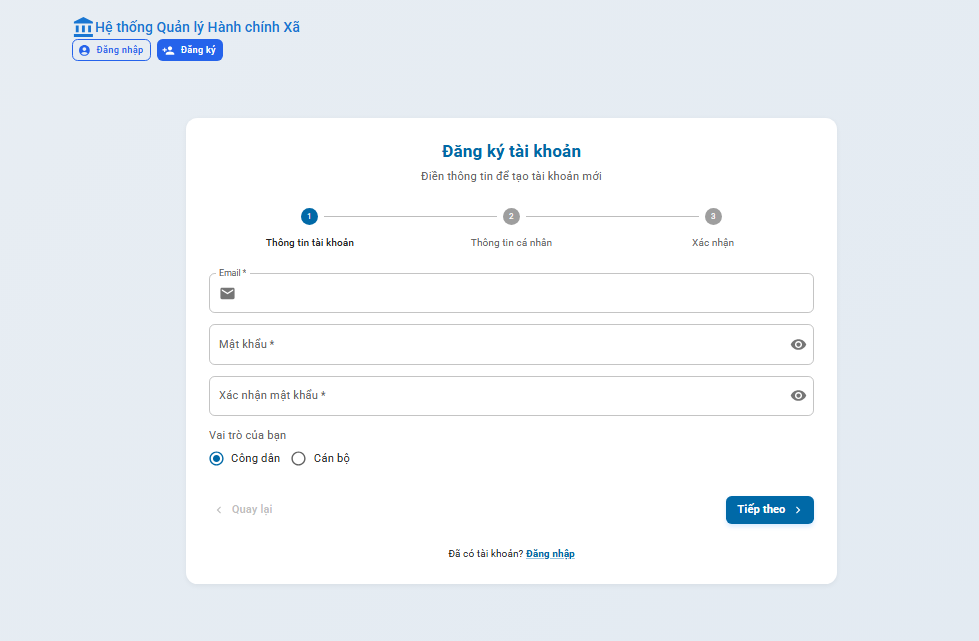 Hệ thống Quản lý Hành chính Xã
Đăng nhập Đăng ký
Đăng ký tài khoản
Điền thông tin để tạo tài khoản mới
1 2 3
Thông tin tài khoản Thông tin cá nhân Xác nhận
Email *
Mật khẩu *
Xác nhận mật khẩu *
Vai trò của bạn
Công dân Cán bộ
Quay lại Tiếp theo
Đã có tài khoản? Đăng nhập